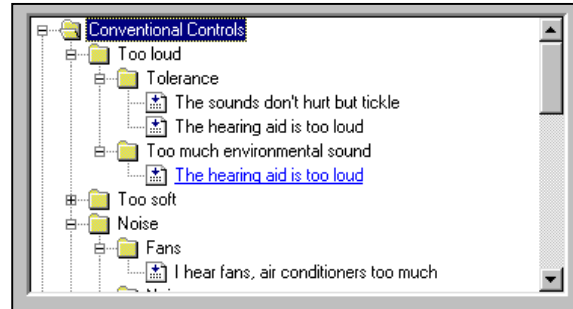 Conventional Controls
Too loud
Tolerance
The sounds don't hurt but tickle
The hearing aid is too loud
Too much environmental sound
The hearing aid is too loud
Too soft
Noise
Fans
I hear fans, air conditioners too much